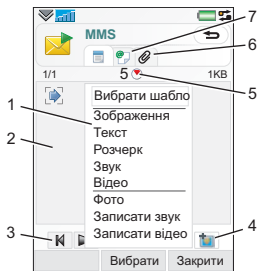 MMS
7
6
1/1
5
1KB
5
1
2
Вибрати шабло
Зображення
Текст
Розчерк
Звук
Відео
Фото
Записати звук
Записати відео
3
4
Вибрати
Закрити